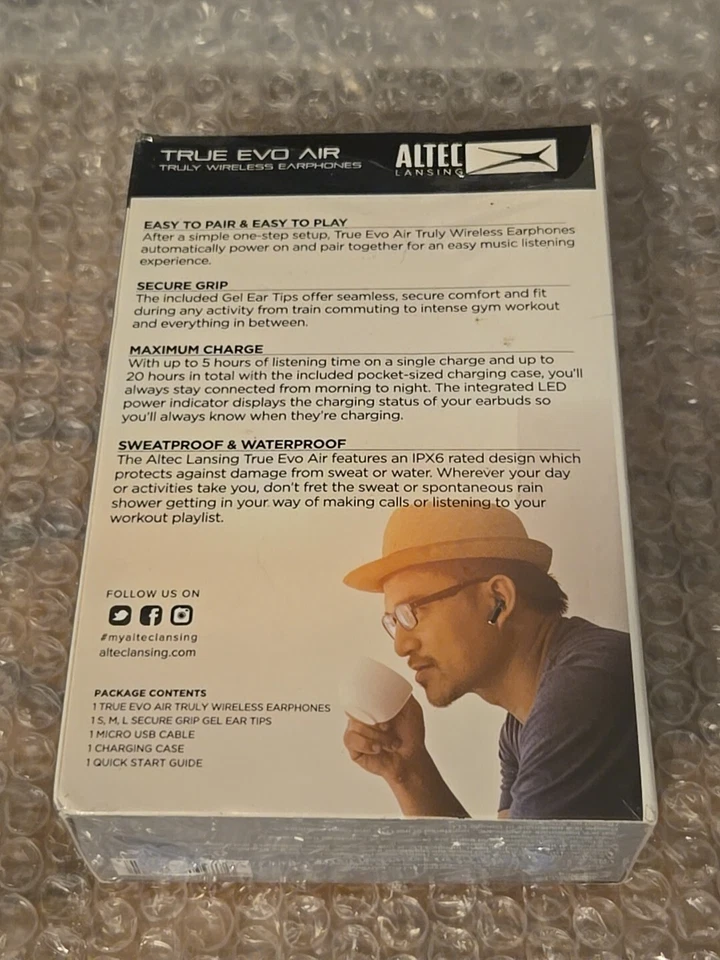 TRUE EVO AIR
TRULY WIRELESS EARPHONES
ALTEC
LANSING
EASY TO PAIR & EASY TO PLAY
After a simple one-step setup, True Evo Air Truly Wireless Earphones
automatically power on and pair together for an easy music listening
experience.
SECURE GRIP
The included Gel Ear Tips offer seamless, secure comfort and fit
during any activity from train commuting to intense gym workout
and everything in between.
MAXIMUM CHARGE
With up to 5 hours of listening time on a single charge and up to
20 hours in total with the included pocket-sized charging case, you'll
always stay connected from morning to night. The integrated LED
power indicator displays the charging status of your earbuds so
you'll always know when they're charging.
SWEATPROOF & WATERPROOF
The Altec Lansing True Evo Air features an IPX6 rated design which
protects against damage from sweat or water. Wherever your day
or activities take you, don't fret the sweat or spontaneous rain
shower getting in your way of making calls or listening to your
workout playlist.
FOLLOW US ON
#myalteclansing
alteclansing.com
PACKAGE CONTENTS
1 TRUE EVO AIR TRULY WIRELESS EARPHONES
1 S, M, L SECURE GRIP GEL EAR TIPS
1 MICRO USB CABLE
1 CHARGING CASE
1 QUICK START GUIDE